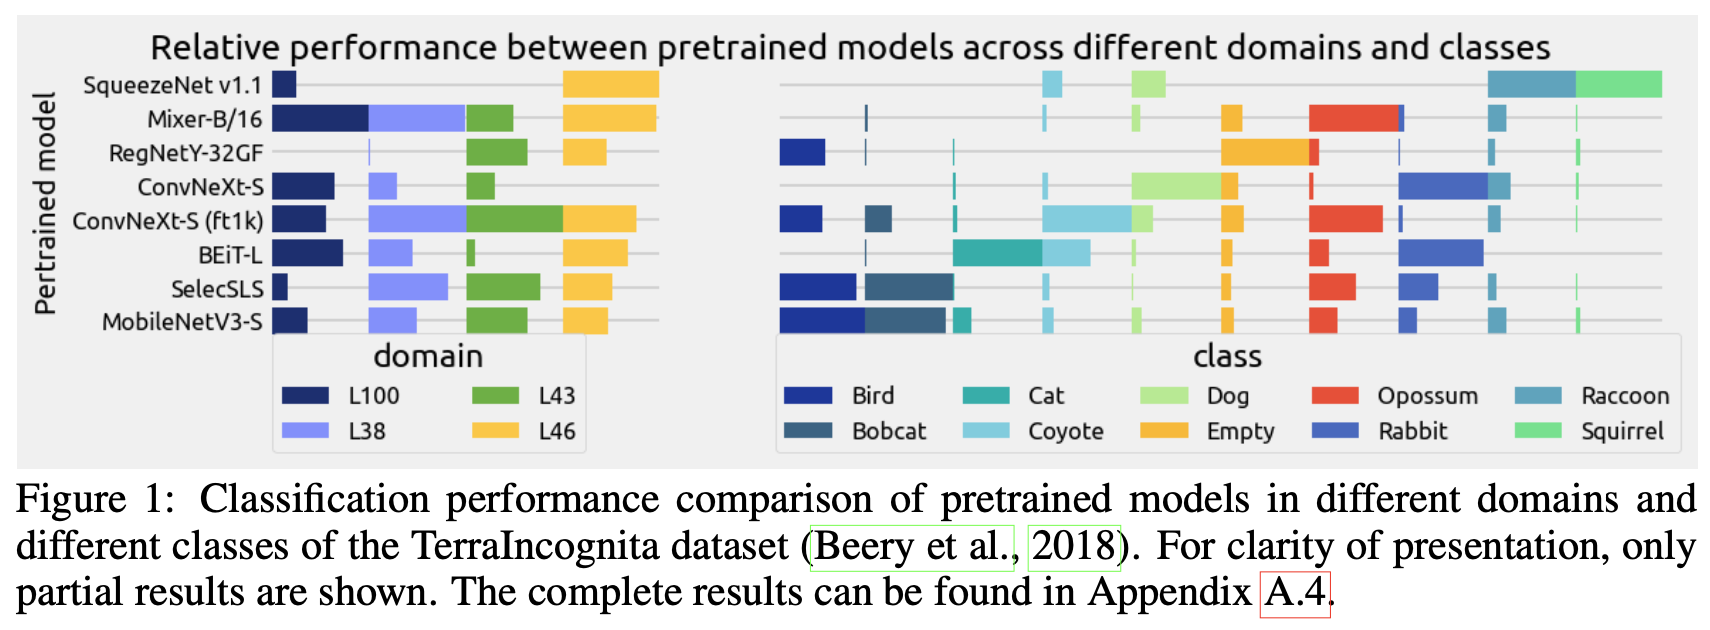 Relative performance between pretrained models across different domains and classes
Pertrained model
SqueezeNet v1.1
Mixer-B/16
RegNetY-32GF
ConvNeXt-S
ConvNeXt-S (ft1k)
BEiT-L
SelecSLS
MobileNetV3-S
domain
L100 L43
L38 L46
class
Bird Cat Dog Opossum Raccoon
Bobcat Coyote Empty Rabbit Squirrel
Figure 1: Classification performance comparison of pretrained models in different domains and
different classes of the TerraIncognita dataset (Beery et al., 2018). For clarity of presentation, only
partial results are shown. The complete results can be found in Appendix A.4.